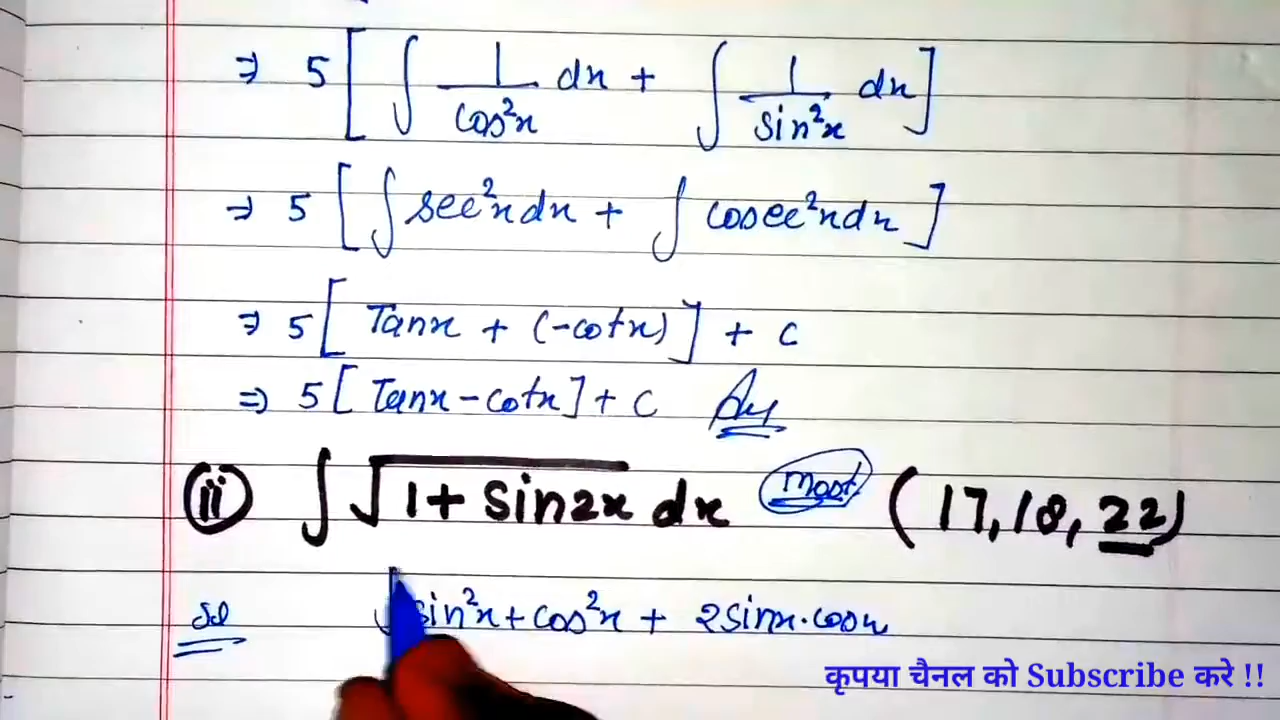 ⇒ 5 [ ∫ 1/cos²x dx + ∫ 1/sin²x dx ]
⇒ 5 [ ∫ sec²x dx + ∫ cosec²x dx ]
⇒ 5 [ Tanx + (-cotx) ] + c
⇒ 5 [ Tanx - cotx ] + c Ans
(ii) ∫ √1 + sin2x dx most (17, 18, 22)
Sol √sin²x + cos²x + 2sinx·cosx
कृपया चैनल को Subscribe करे !!